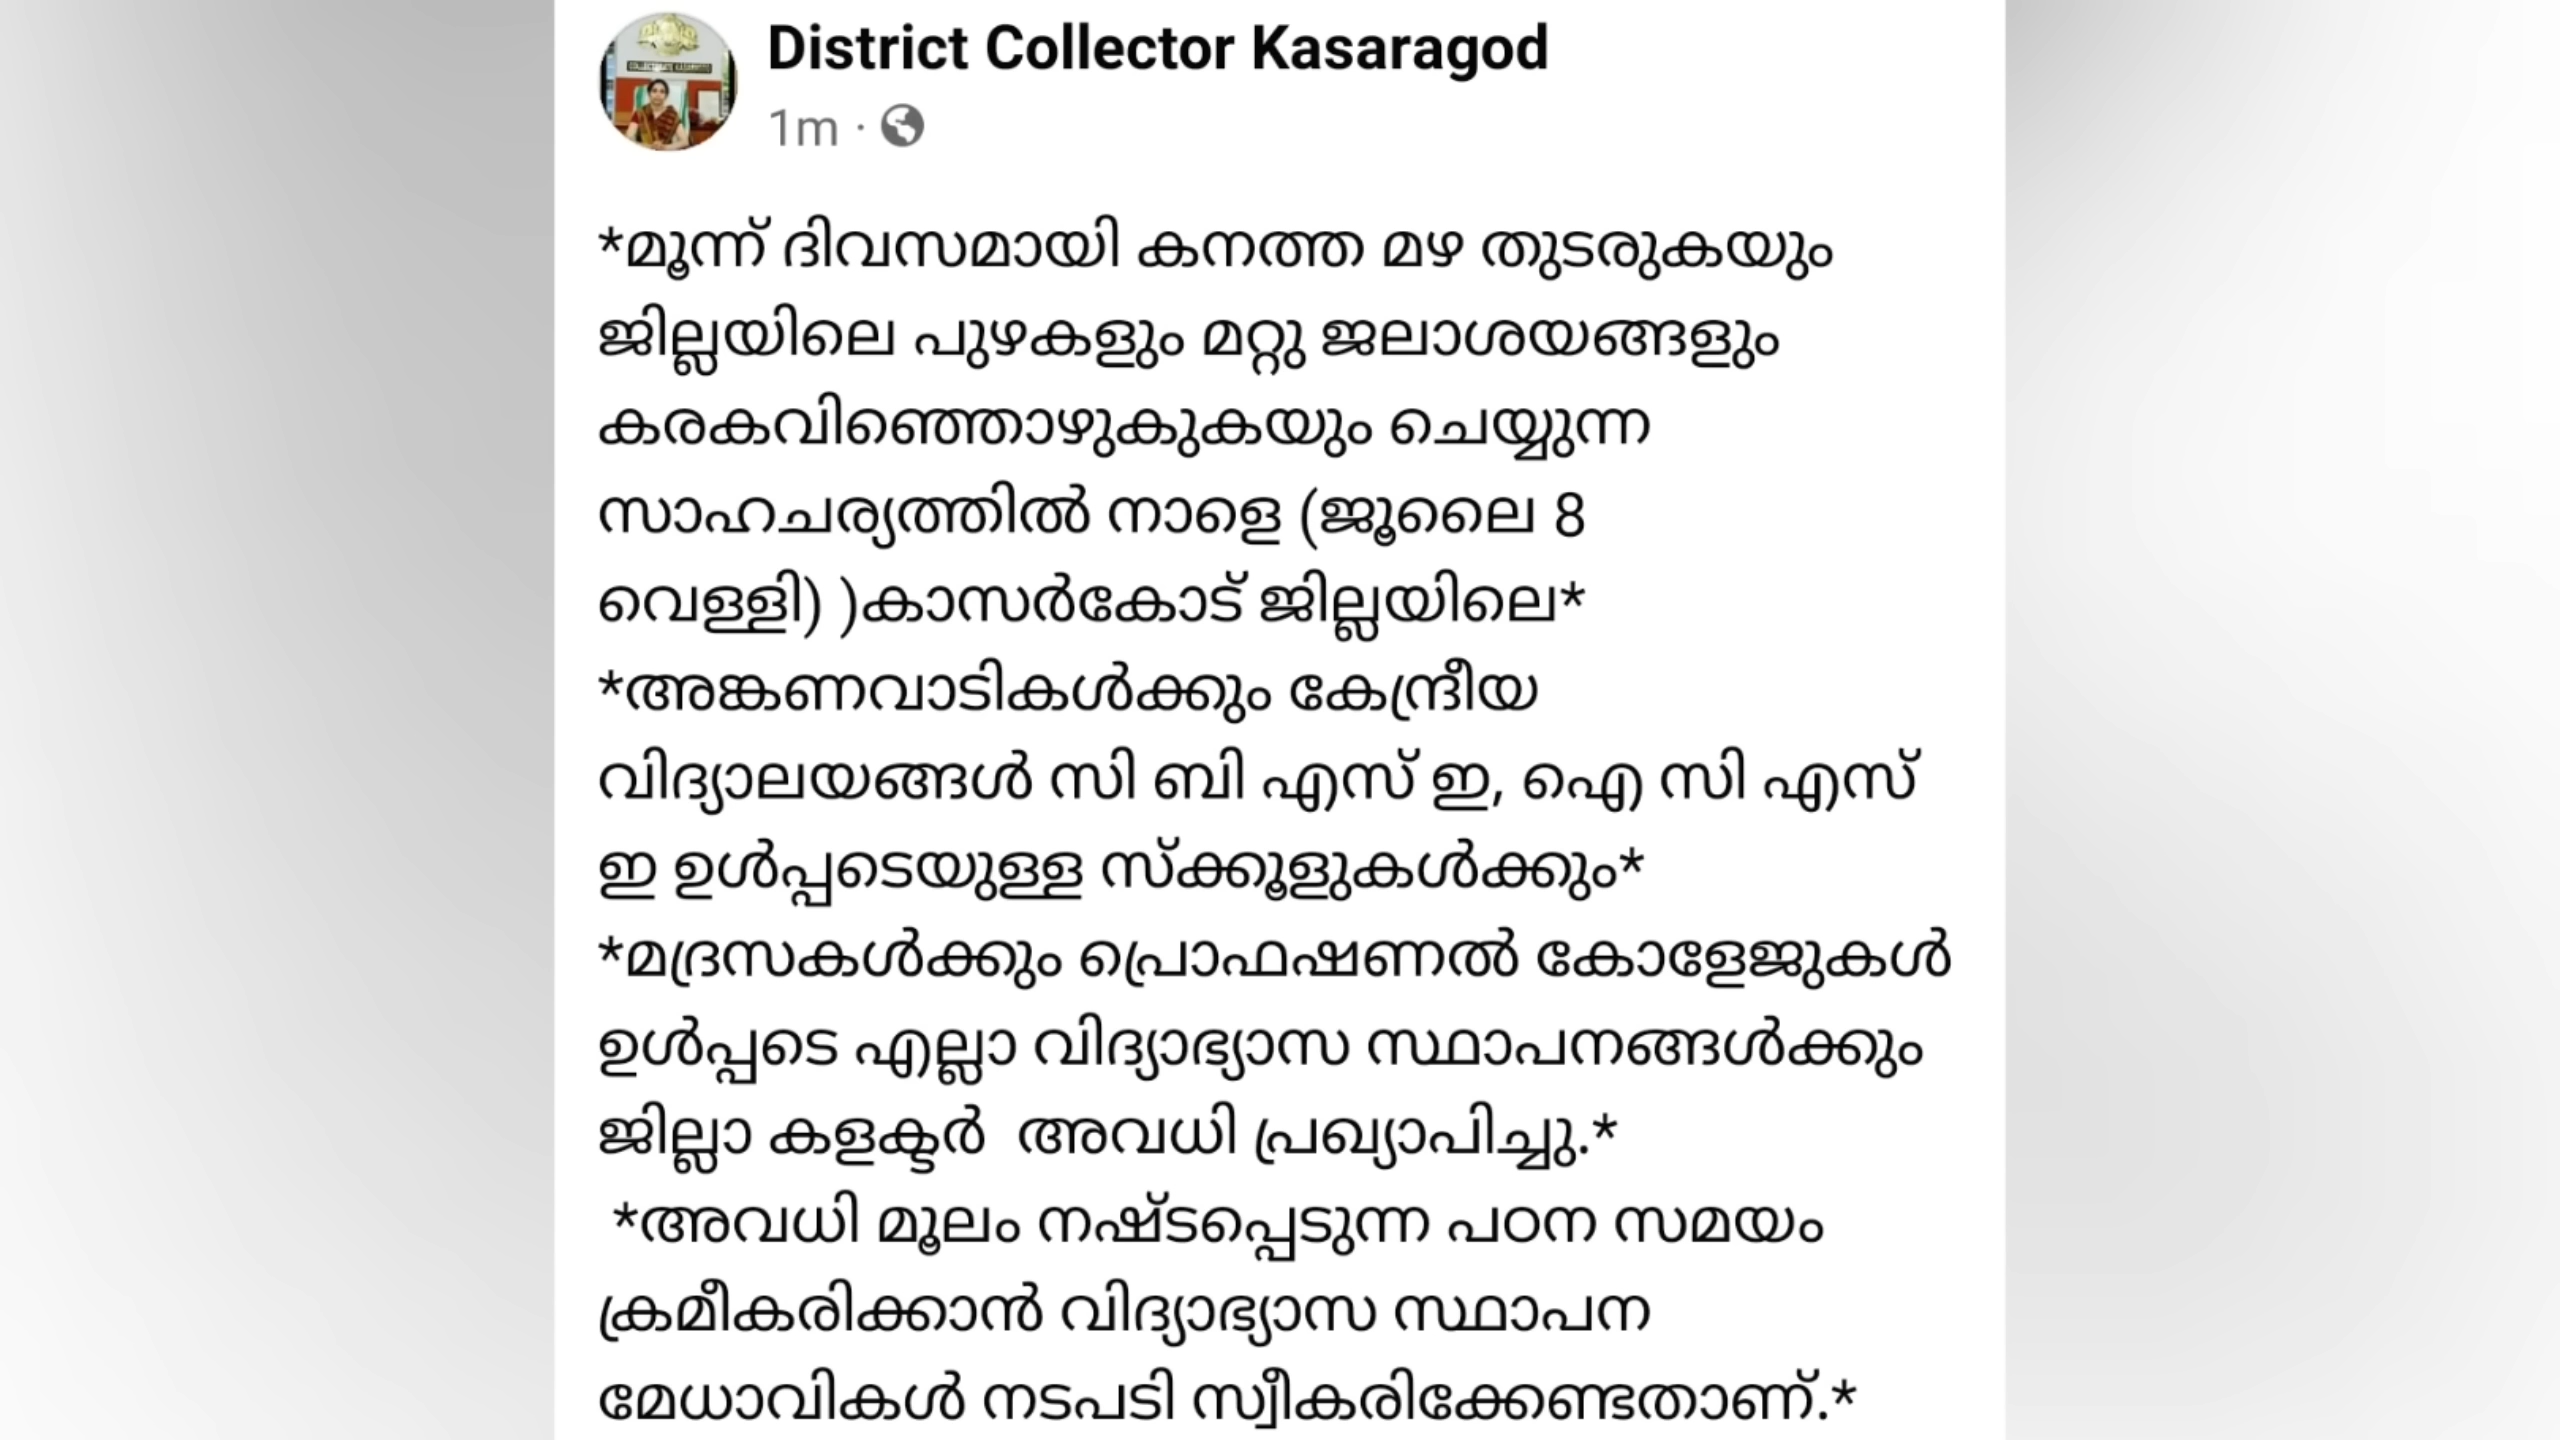 COLLECTORATE KASARAGOD
District Collector Kasaragod
1m ·
*മൂന്ന് ദിവസമായി കനത്ത മഴ തുടരുകയും
ജില്ലയിലെ പുഴകളും മറ്റു ജലാശയങ്ങളും
കരകവിഞ്ഞൊഴുകുകയും ചെയ്യുന്ന
സാഹചര്യത്തിൽ നാളെ (ജൂലൈ 8
വെള്ളി) )കാസർകോട് ജില്ലയിലെ*
*അങ്കണവാടികൾക്കും കേന്ദ്രീയ
വിദ്യാലയങ്ങൾ സി ബി എസ് ഇ, ഐ സി എസ്
ഇ ഉൾപ്പടെയുള്ള സ്ക്കൂളുകൾക്കും*
*മദ്രസകൾക്കും പ്രൊഫഷണൽ കോളേജുകൾ
ഉൾപ്പടെ എല്ലാ വിദ്യാഭ്യാസ സ്ഥാപനങ്ങൾക്കും
ജില്ലാ കളക്ടർ  അവധി പ്രഖ്യാപിച്ചു.*
*അവധി മൂലം നഷ്ടപ്പെടുന്ന പഠന സമയം
ക്രമീകരിക്കാൻ വിദ്യാഭ്യാസ സ്ഥാപന
മേധാവികൾ നടപടി സ്വീകരിക്കേണ്ടതാണ്.*